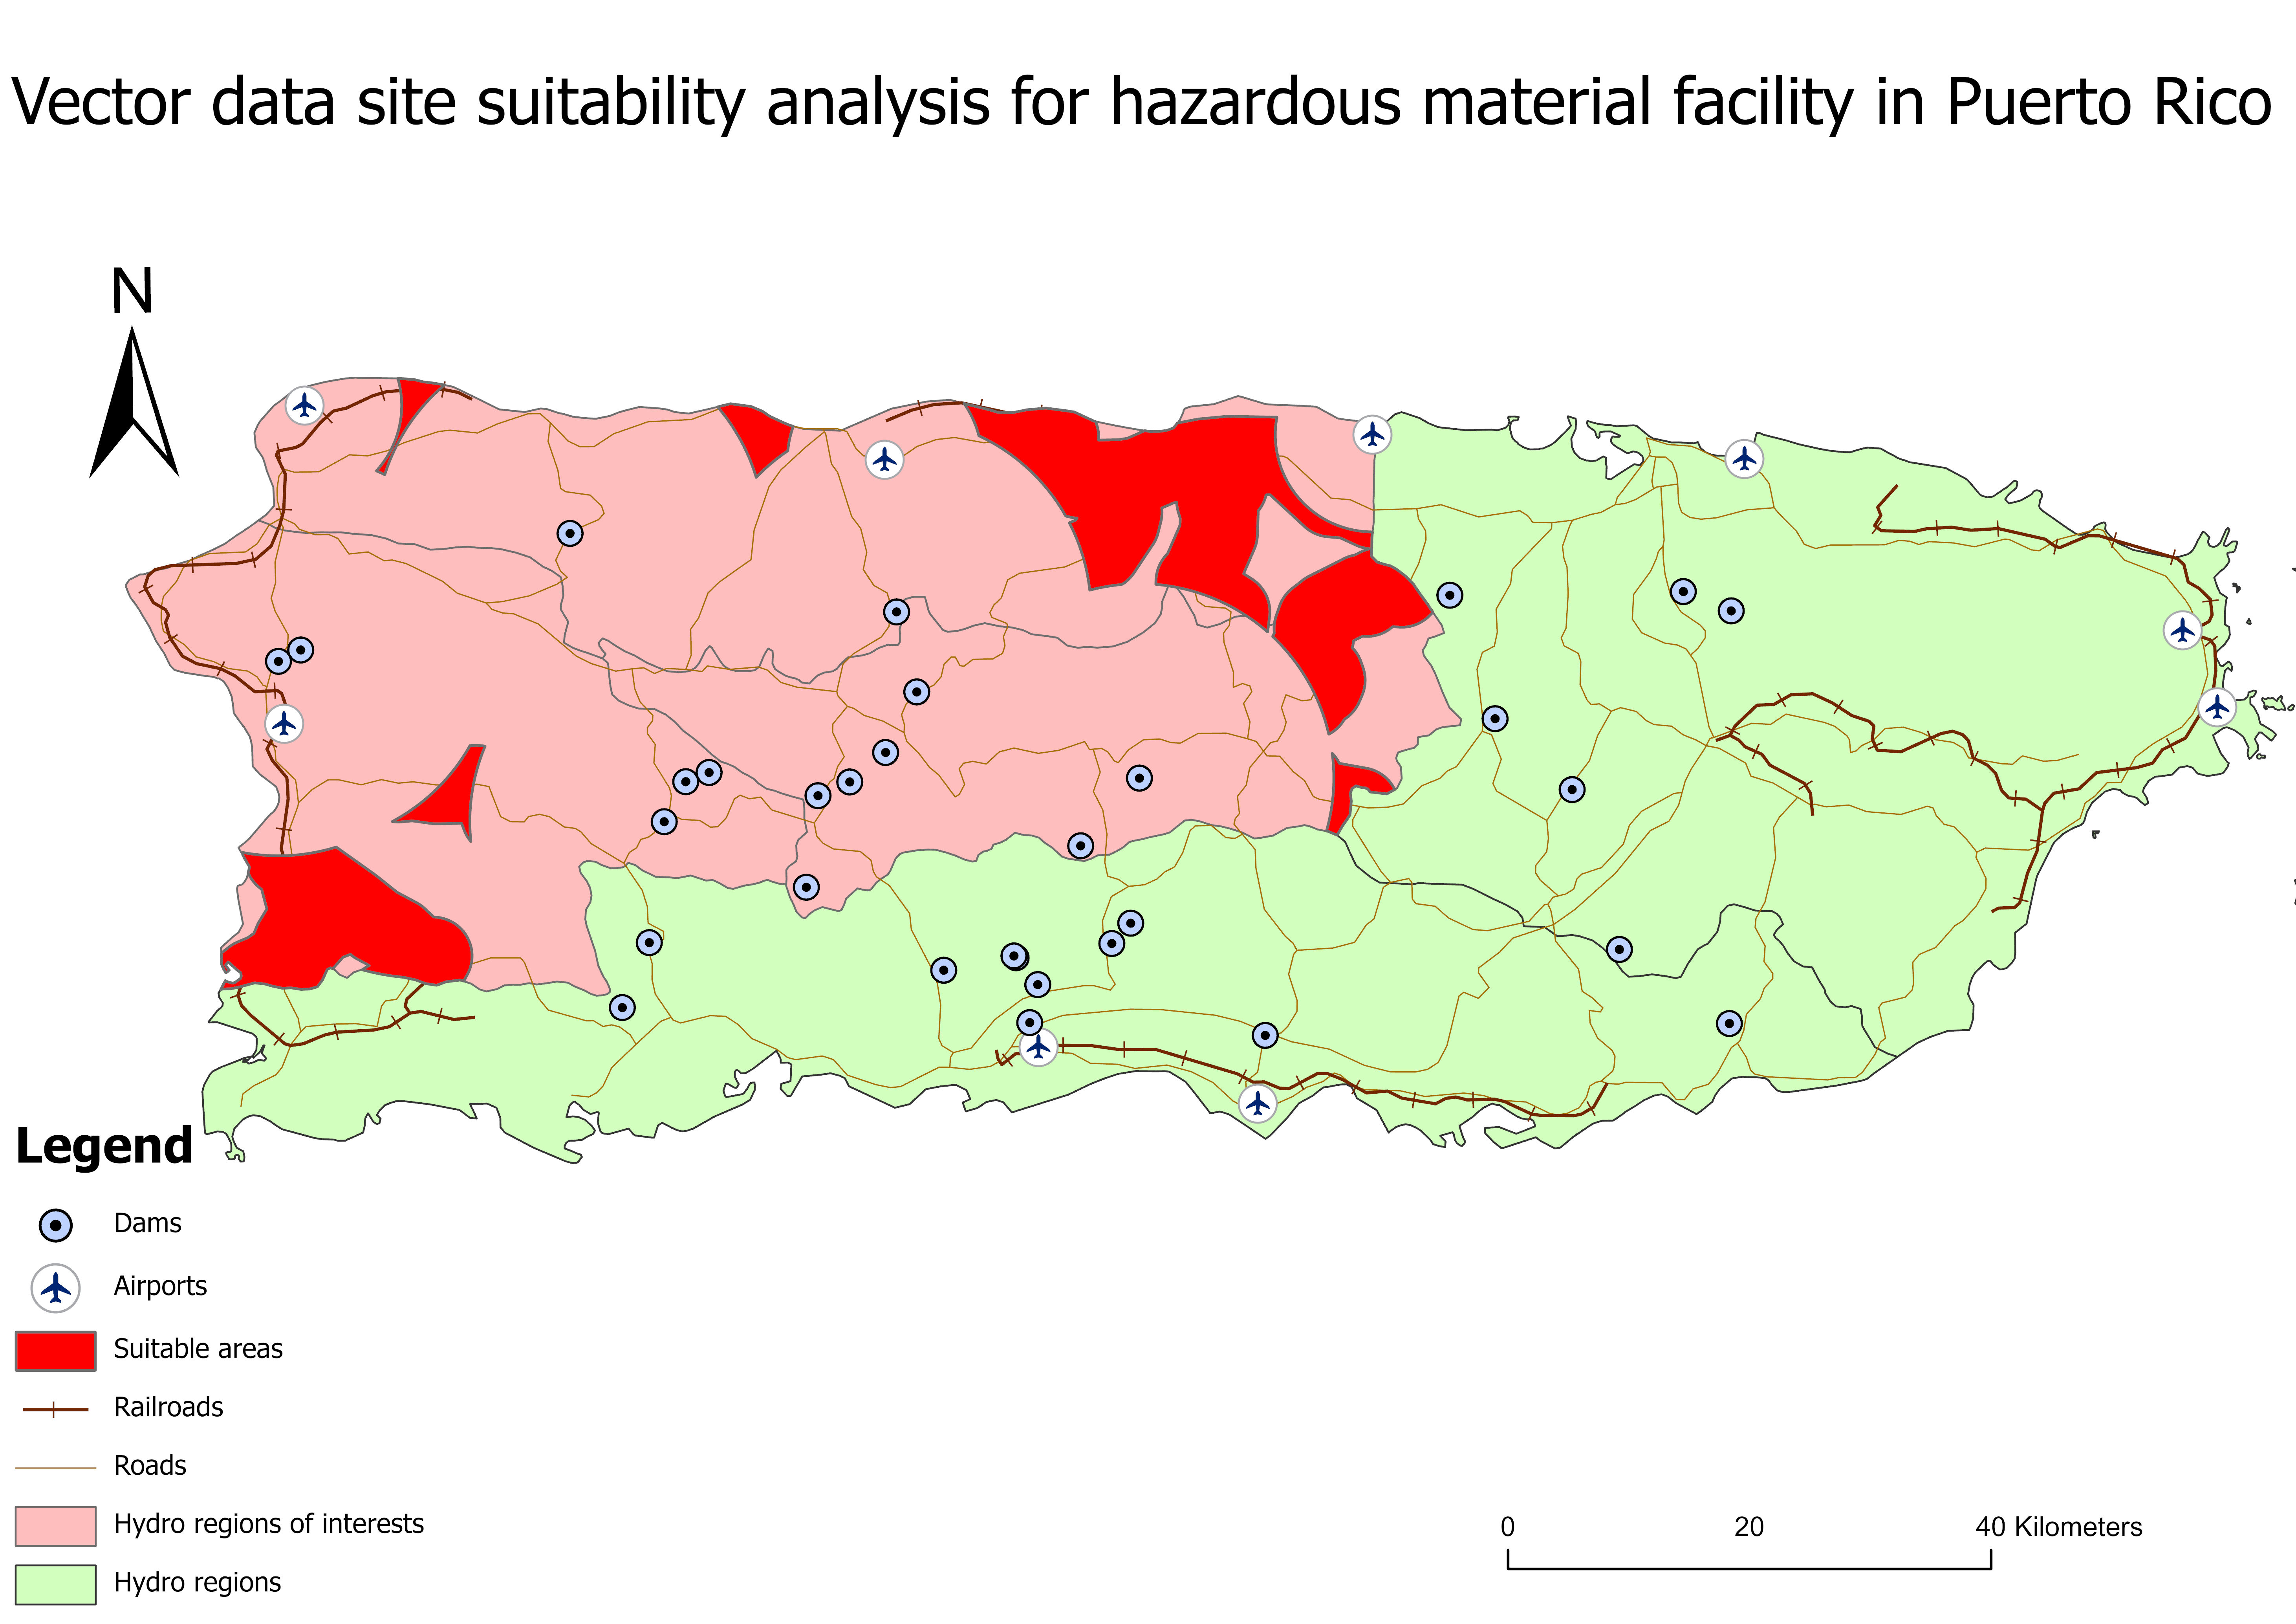 Vector data site suitability analysis for hazardous material facility in Puerto Rico
N
Legend
Dams
Airports
Suitable areas
Railroads
Roads
Hydro regions of interests
Hydro regions
0 20 40 Kilometers